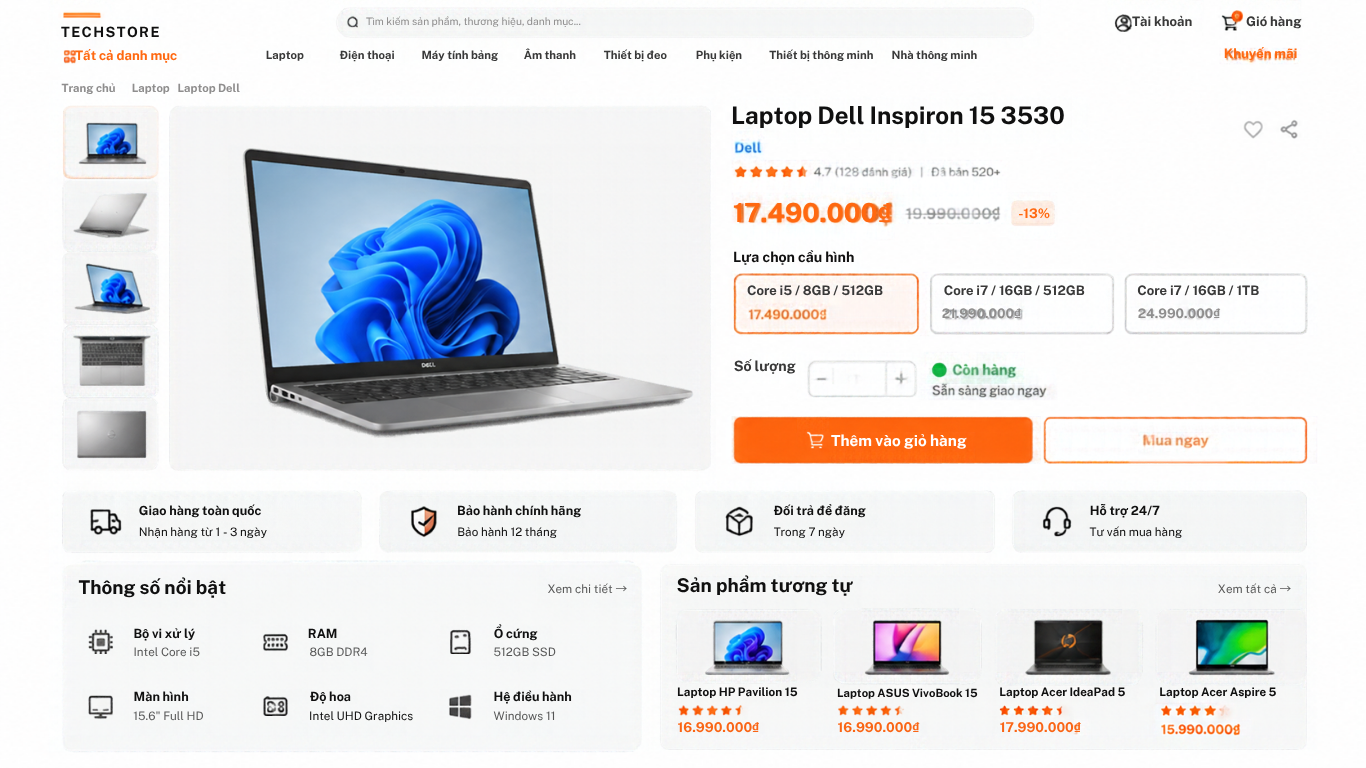 Tìm kiếm sản phẩm, thương hiệu, danh mục...
Tài khoản
Giỏ hàng
TECHSTORE
Tất cả danh mục
Laptop
Điện thoại
Máy tính bảng
Âm thanh
Thiết bị đeo
Phụ kiện
Thiết bị thông minh
Nhà thông minh
Khuyến mãi
Trang chủ
Laptop
Laptop Dell
Laptop Dell Inspiron 15 3530
Dell
4.7 (128 đánh giá) | Đã bán 520+
17.490.000₫ 19.990.000₫ -13%
Lựa chọn cấu hình
Core i5 / 8GB / 512GB
17.490.000₫
Core i7 / 16GB / 512GB
21.990.000₫
Core i7 / 16GB / 1TB
24.990.000₫
Số lượng
− +
Còn hàng
Sẵn sàng giao ngay
Thêm vào giỏ hàng
Mua ngay
DELL
Giao hàng toàn quốc
Nhận hàng từ 1 - 3 ngày
Bảo hành chính hãng
Bảo hành 12 tháng
Đổi trả dễ đăng
Trong 7 ngày
Hỗ trợ 24/7
Tư vấn mua hàng
Thông số nổi bật
Xem chi tiết →
Bộ vi xử lý
Intel Core i5
RAM
8GB DDR4
Ổ cứng
512GB SSD
Màn hình
15.6" Full HD
Độ họa
Intel UHD Graphics
Hệ điều hành
Windows 11
Sản phẩm tương tự
Xem tất cả →
Laptop HP Pavilion 15
16.990.000₫
Laptop ASUS VivoBook 15
16.990.000₫
Laptop Acer IdeaPad 5
17.990.000₫
Laptop Acer Aspire 5
15.990.000₫